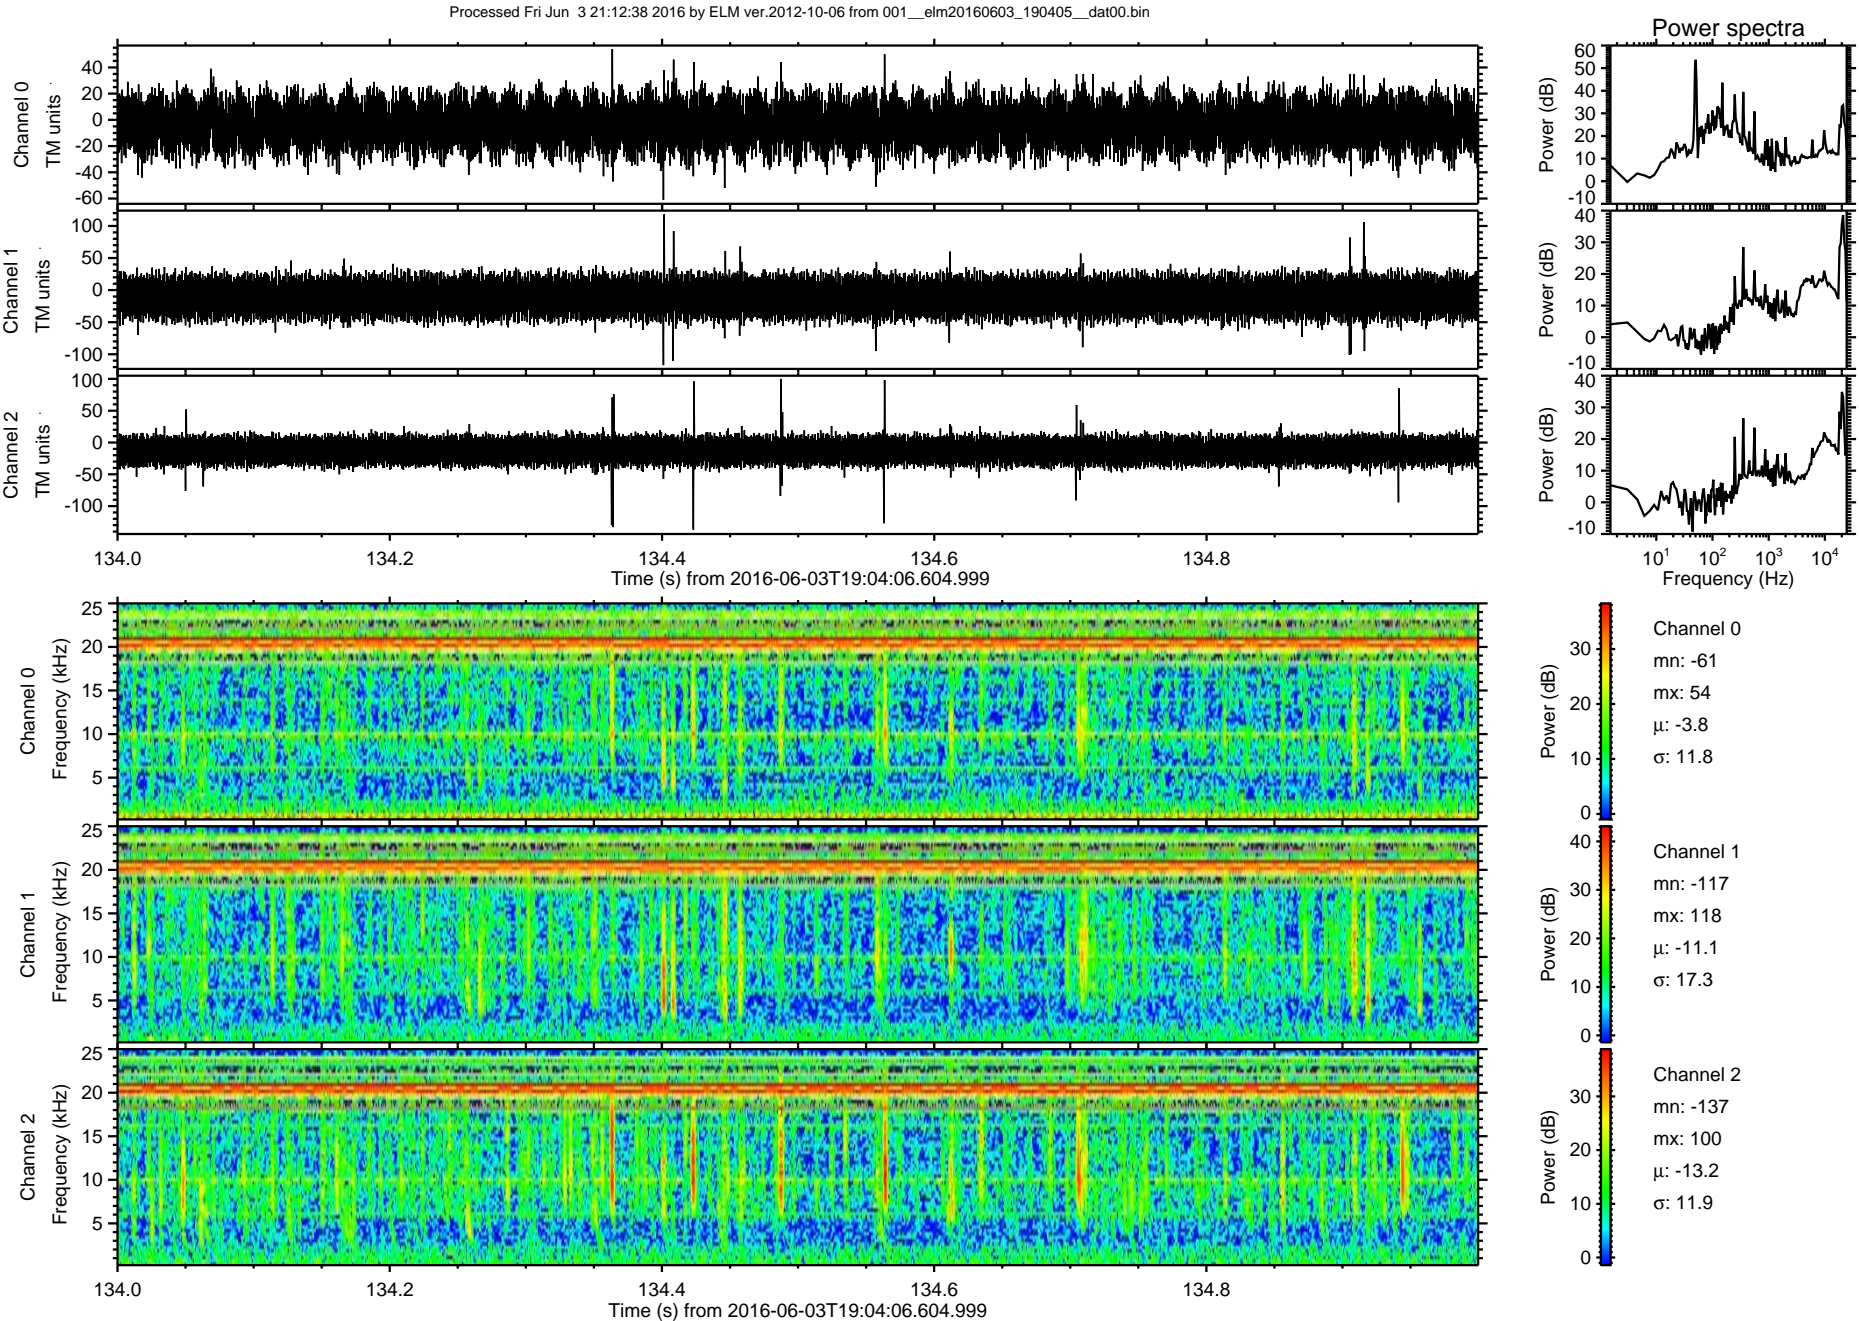 Processed Fri Jun  3 21:12:38 2016 by ELM ver.2012-10-06 from 001__elm20160603_190405__dat00.bin
Power spectra
Channel 0
TM units
40
20
0
-20
-40
-60
Power (dB)
60
50
40
30
20
10
0
-10
Channel 1
TM units
100
50
0
-50
-100
Power (dB)
40
30
20
10
0
-10
Channel 2
TM units
100
50
0
-50
-100
Power (dB)
40
30
20
10
0
-10
134.0 134.2 134.4 134.6 134.8
Time (s) from 2016-06-03T19:04:06.604.999
10¹ 10² 10³ 10⁴
Frequency (Hz)
Channel 0
Frequency (kHz)
25
20
15
10
5
Power (dB)
30
20
10
0
Channel 0
mn: -61
mx: 54
µ: -3.8
σ: 11.8
Channel 1
Frequency (kHz)
25
20
15
10
5
Power (dB)
40
30
20
10
0
Channel 1
mn: -117
mx: 118
µ: -11.1
σ: 17.3
Channel 2
Frequency (kHz)
25
20
15
10
5
Power (dB)
30
20
10
0
Channel 2
mn: -137
mx: 100
µ: -13.2
σ: 11.9
134.0 134.2 134.4 134.6 134.8
Time (s) from 2016-06-03T19:04:06.604.999